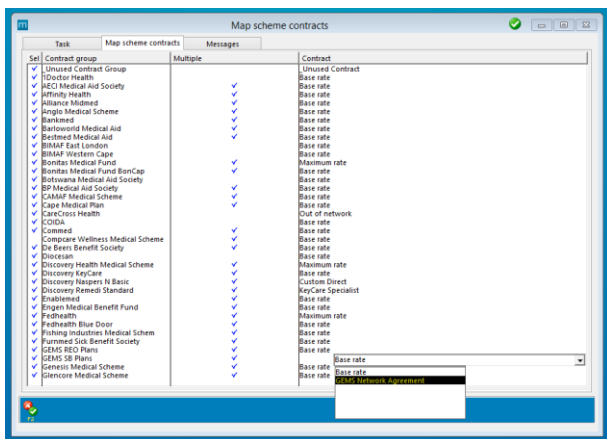 m
Map scheme contracts
Task Map scheme contracts Messages
Sel Contract group Multiple Contract
_Unused Contract Group _Unused Contract
1Doctor Health Base rate
AECI Medical Aid Society Base rate
Affinity Health Base rate
Alliance Midmed Base rate
Anglo Medical Scheme Base rate
Bankmed Base rate
Barloworld Medical Aid Base rate
Bestmed Medical Aid Base rate
BIMAF East London Base rate
BIMAF Western Cape Base rate
Bonitas Medical Fund Maximum rate
Bonitas Medical Fund BonCap Base rate
Botswana Medical Aid Society Base rate
BP Medical Aid Society Base rate
CAMAF Medical Scheme Base rate
Cape Medical Plan Base rate
CareCross Health Out of network
COIDA Base rate
Commed Base rate
Compcare Wellness Medical Scheme Base rate
De Beers Benefit Society Base rate
Diocesan Base rate
Discovery Health Medical Scheme Maximum rate
Discovery KeyCare Base rate
Discovery Naspers N Basic Custom Direct
Discovery Remedi Standard KeyCare Specialist
Enablemed Base rate
Engen Medical Benefit Fund Base rate
Fedhealth Maximum rate
Fedhealth Blue Door Base rate
Fishing Industries Medical Schem Base rate
Furnmed Sick Benefit Society Base rate
GEMS REO Plans Base rate
GEMS SB Plans Base rate
Genesis Medical Scheme Base rate Base rate
Glencore Medical Scheme Base rate GEMS Network Agreement
F2